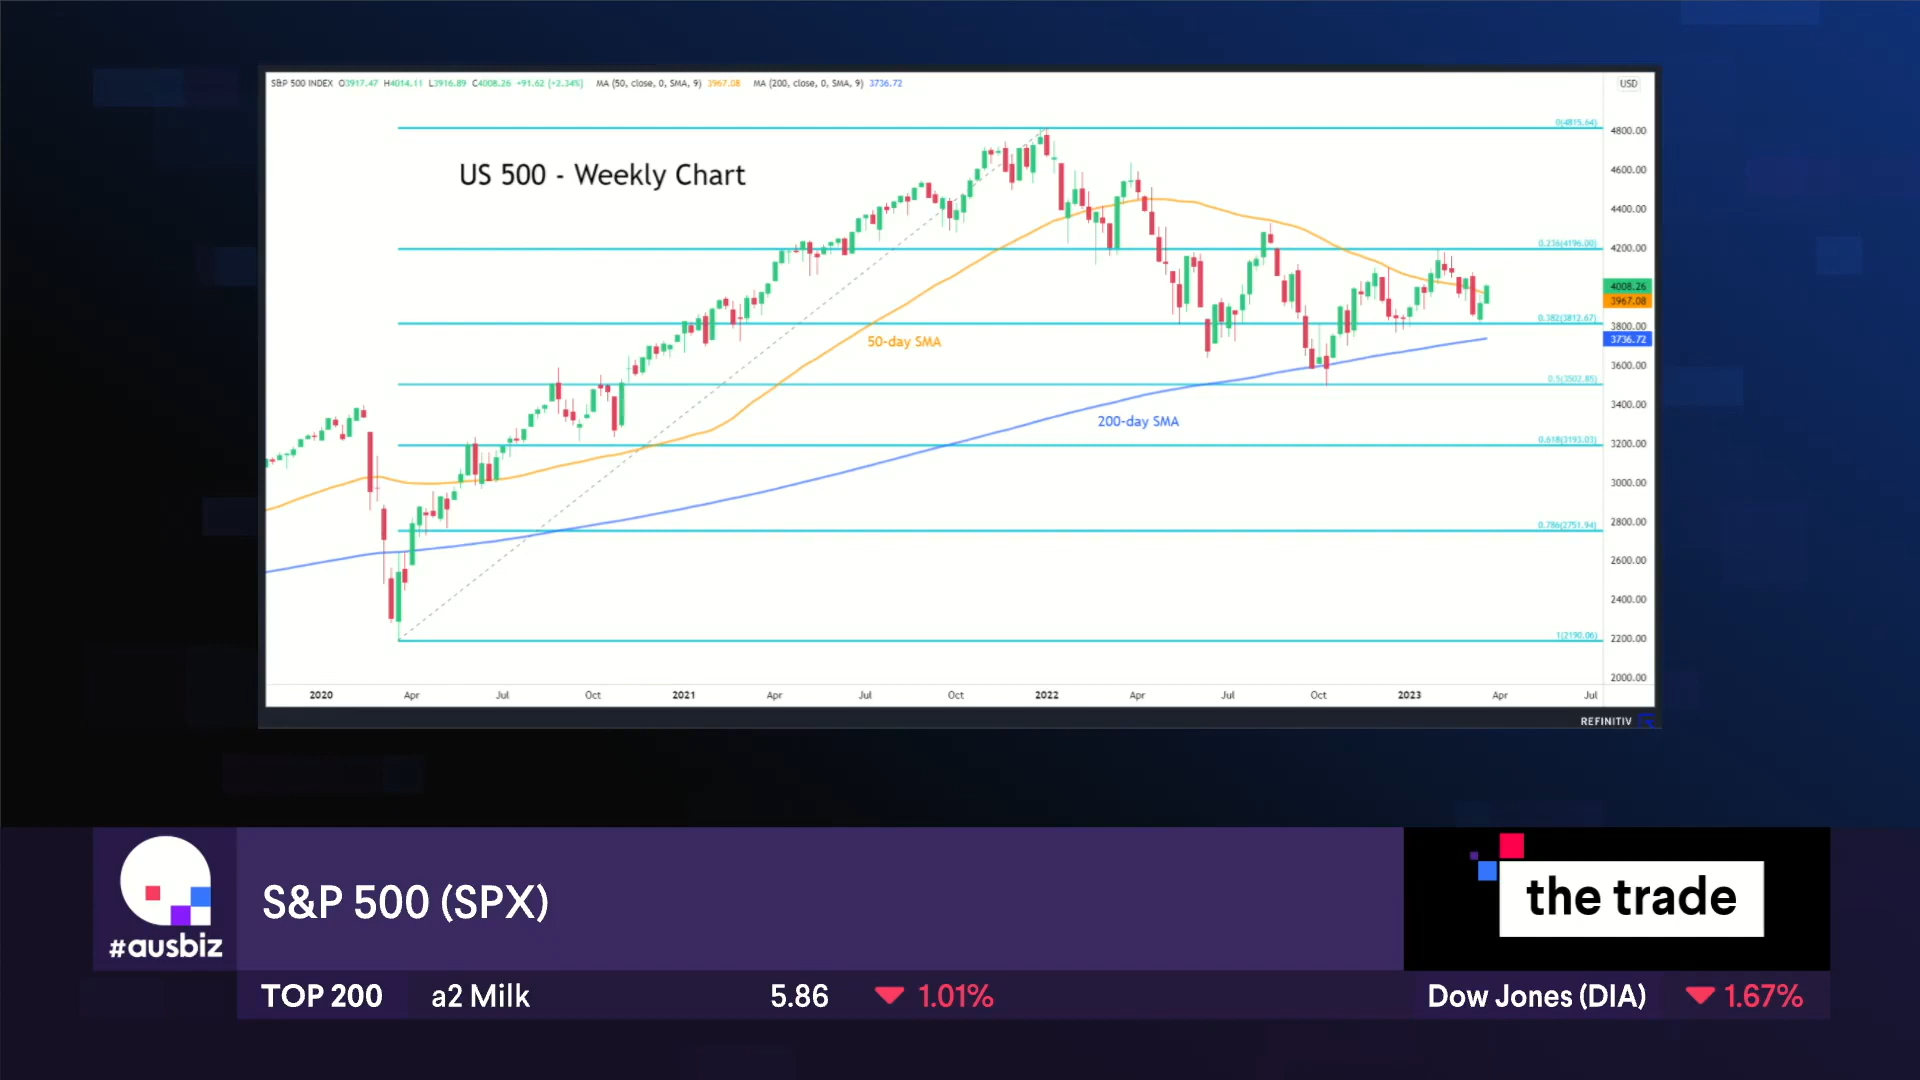 S&P 500 INDEX O3917.47 H4014.11 L3916.89 C4008.26 +91.62 (+2.34%) MA (50, close, 0, SMA, 9) 3967.08 MA (200, close, 0, SMA, 9) 3736.72
USD
US 500 - Weekly Chart
0(4815.64)
0.236(4196.00)
0.382(3812.67)
0.5(3502.85)
0.618(3193.03)
0.786(2751.94)
1(2190.06)
50-day SMA
200-day SMA
4800.00
4600.00
4400.00
4200.00
4008.26
3967.08
3800.00
3736.72
3600.00
3400.00
3200.00
3000.00
2800.00
2600.00
2400.00
2200.00
2000.00
2020 Apr Jul Oct 2021 Apr Jul Oct 2022 Apr Jul Oct 2023 Apr Jul
REFINITIV
#ausbiz
S&P 500 (SPX)
the trade
TOP 200 a2 Milk 5.86 1.01% Dow Jones (DIA) 1.67%